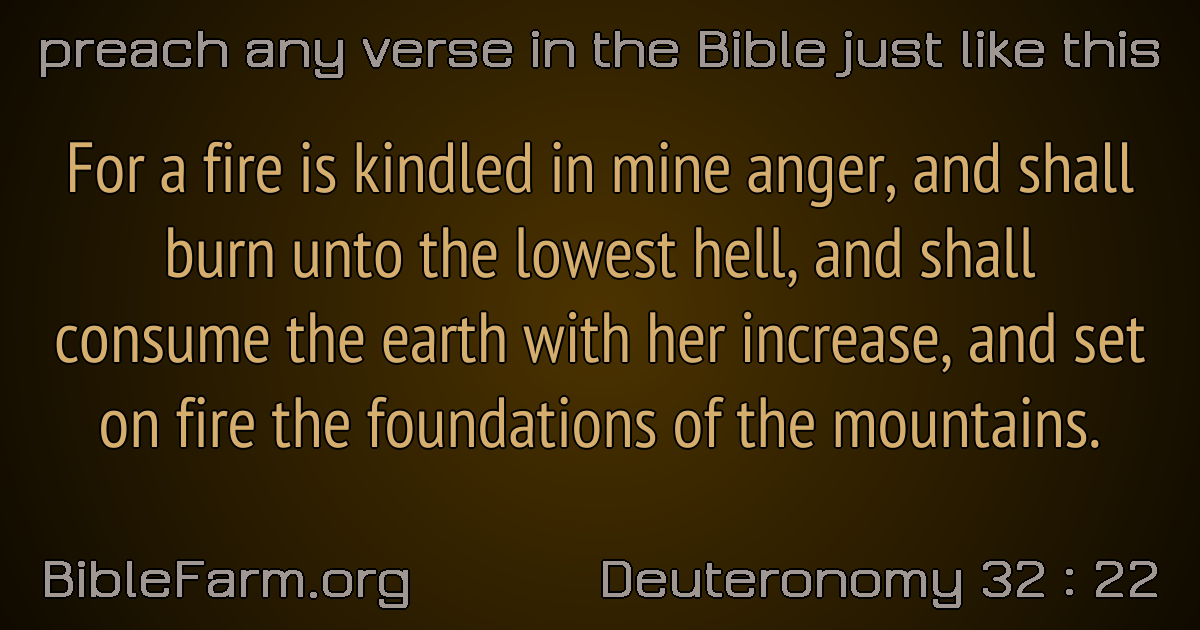 preach any verse in the Bible just like this
For a fire is kindled in mine anger, and shall
burn unto the lowest hell, and shall
consume the earth with her increase, and set
on fire the foundations of the mountains.
BibleFarm.org
Deuteronomy 32 : 22